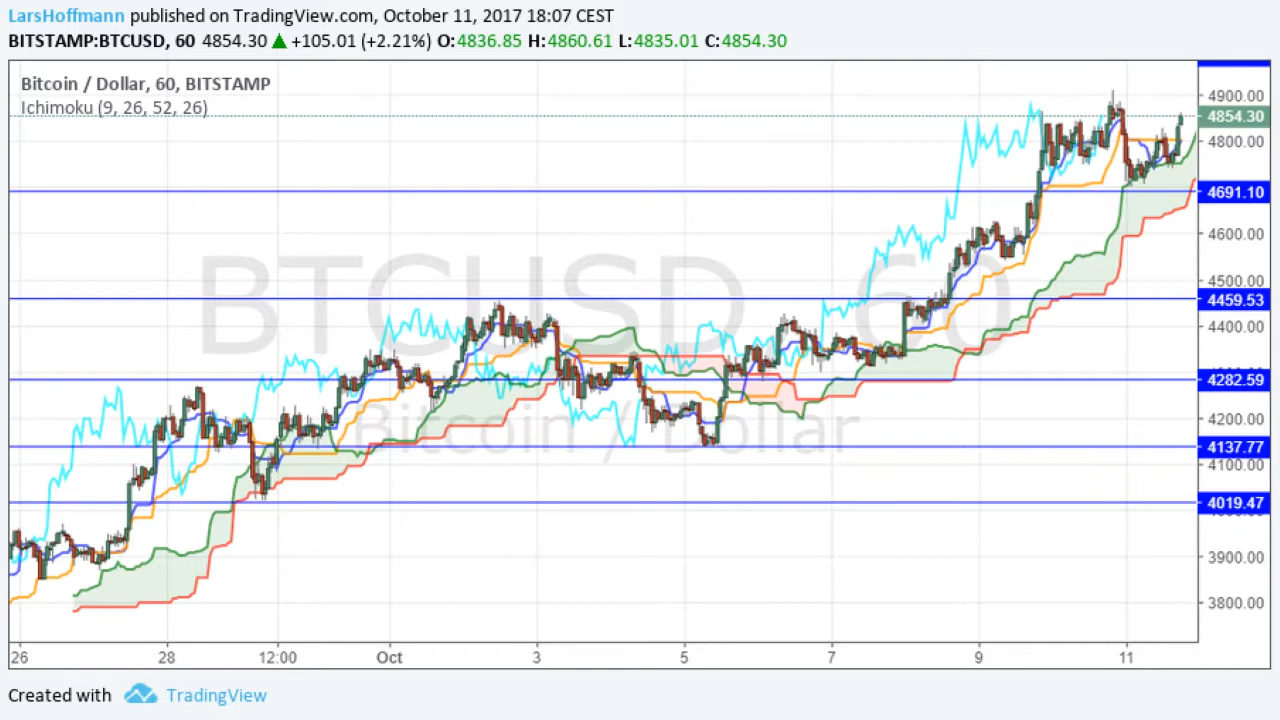 LarsHoffmann published on TradingView.com, October 11, 2017 18:07 CEST
BITSTAMP:BTCUSD, 60 4854.30 ▲ +105.01 (+2.21%) O:4836.85 H:4860.61 L:4835.01 C:4854.30
Bitcoin / Dollar, 60, BITSTAMP
Ichimoku (9, 26, 52, 26)
BTCUSD, 60
Bitcoin / Dollar
4900.00
4854.30
4800.00
4691.10
4600.00
4500.00
4459.53
4400.00
4282.59
4200.00
4137.77
4100.00
4019.47
3900.00
3800.00
26 28 12:00 Oct 3 5 7 9 11
Created with TradingView